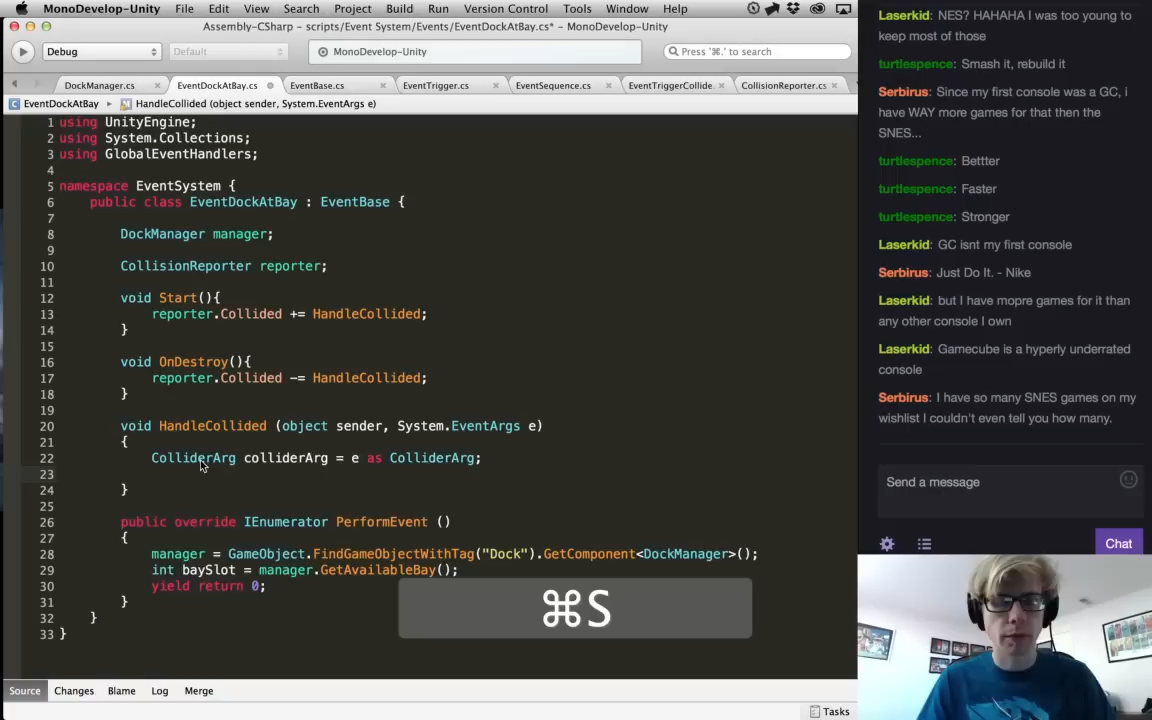 MonoDevelop-Unity File Edit View Search Project Build Run Version Control Tools Window Help
Assembly-CSharp – scripts/Event System/Events/EventDockAtBay.cs* – MonoDevelop-Unity
Debug Default MonoDevelop-Unity Press '⌘.' to search
DockManager.cs EventDockAtBay.cs EventBase.cs EventTrigger.cs EventSequence.cs EventTriggerCollide. CollisionReporter.cs
EventDockAtBay HandleCollided (object sender, System.EventArgs e)
1 using UnityEngine;
2 using System.Collections;
3 using GlobalEventHandlers;
4
5 namespace EventSystem {
6 public class EventDockAtBay : EventBase {
7
8 DockManager manager;
9
10 CollisionReporter reporter;
11
12 void Start(){
13 reporter.Collided += HandleCollided;
14 }
15
16 void OnDestroy(){
17 reporter.Collided -= HandleCollided;
18 }
19
20 void HandleCollided (object sender, System.EventArgs e)
21 {
22 ColliderArg colliderArg = e as ColliderArg;
23
24 }
25
26 public override IEnumerator PerformEvent ()
27 {
28 manager = GameObject.FindGameObjectWithTag("Dock").GetComponent<DockManager>();
29 int baySlot = manager.GetAvailableBay();
30 yield return 0;
31 }
32 }
33 }
⌘S
Source Changes Blame Log Merge
Tasks
Laserkid: NES? HAHAHA I was too young to
keep most of those
turtlespence: Smash it, rebuild it
Serbirus: Since my first console was a GC, i
have WAY more games for that then the
SNES...
turtlespence: Bettter
turtlespence: Faster
turtlespence: Stronger
Laserkid: GC isnt my first console
Serbirus: Just Do It. - Nike
Laserkid: but I have mopre games for it than
any other console I own
Laserkid: Gamecube is a hyperly underrated
console
Serbirus: I have so many SNES games on my
wishlist I couldn't even tell you how many.
Send a message
Chat